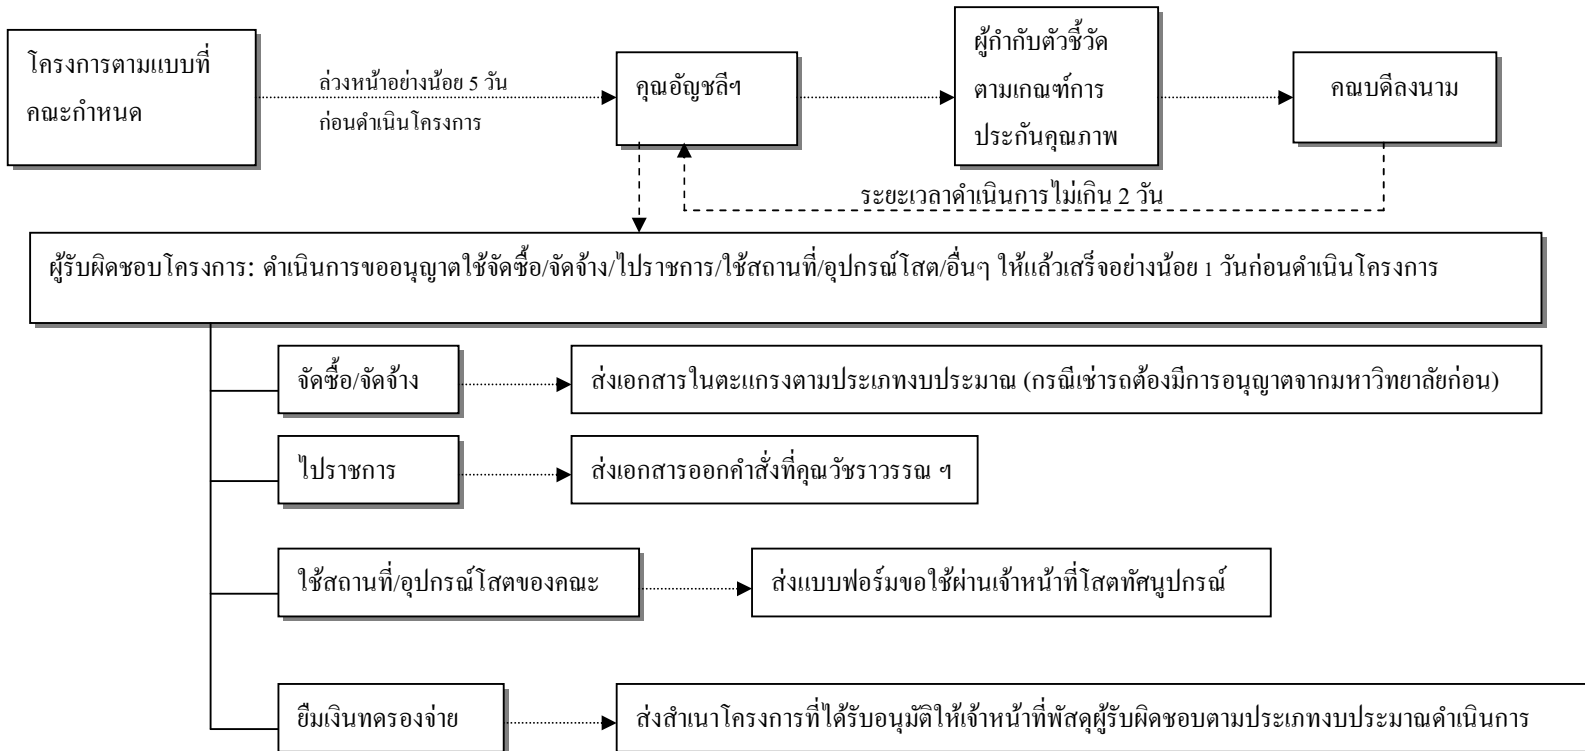 โครงการตามแบบที่
คณะกำหนด
ล่วงหน้าอย่างน้อย 5 วัน
ก่อนดำเนินโครงการ
คุณอัญชลีฯ
ผู้กำกับตัวชี้วัด
ตามเกณฑ์การ
ประกันคุณภาพ
คณบดีลงนาม
ระยะเวลาดำเนินการไม่เกิน 2 วัน
ผู้รับผิดชอบโครงการ: ดำเนินการขออนุญาตใช้จัดซื้อ/จัดจ้าง/ไปราชการ/ใช้สถานที่/อุปกรณ์โสต/อื่นๆ ให้แล้วเสร็จอย่างน้อย 1 วันก่อนดำเนินโครงการ
จัดซื้อ/จัดจ้าง
ส่งเอกสารในตะแกรงตามประเภทงบประมาณ (กรณีเช่ารถต้องมีการอนุญาตจากมหาวิทยาลัยก่อน)
ไปราชการ
ส่งเอกสารออกคำสั่งที่คุณวัชราวรรณ ฯ
ใช้สถานที่/อุปกรณ์โสตของคณะ
ส่งแบบฟอร์มขอใช้ผ่านเจ้าหน้าที่โสตทัศนูปกรณ์
ยืมเงินทดรองจ่าย
ส่งสำเนาโครงการที่ได้รับอนุมัติให้เจ้าหน้าที่พัสดุผู้รับผิดชอบตามประเภทงบประมาณดำเนินการ